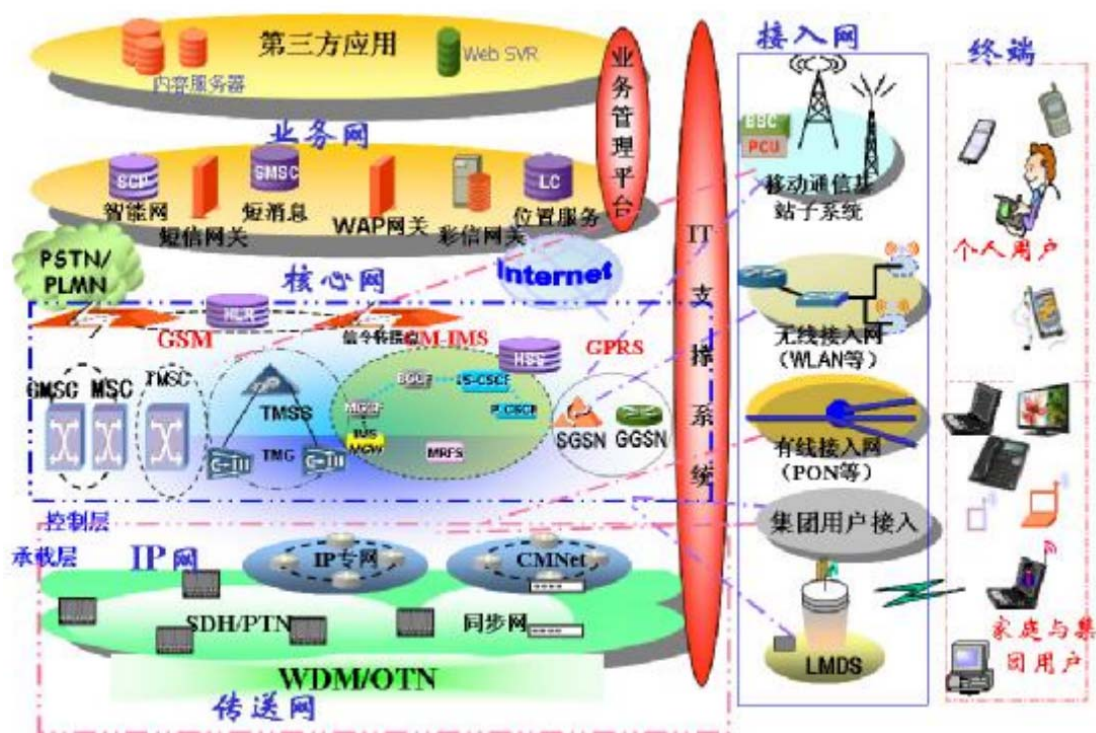 第三方应用
内容服务器
Web SVR
业务网
业务管理平台
SCP
智能网
短信网关
GMSC
短消息
WAP网关
彩信网关
LC
位置服务
PSTN/
PLMN
核心网
Internet
HLR
GSM
信令转接点
GPRS
HSS
GMSC
MSC
TMSC
TMSS
TMG
BGCF
I/S-CSCF
P-CSCF
IMS
MRFS
SGSN
GGSN
控制层
承载层
IP网
IP专网
CMNet
SDH/PTN
同步网
WDM/OTN
传送网
IT支撑系统
接入网
BSC
PCU
移动通信基
站子系统
无线接入网
(WLAN等)
有线接入网
(PON等)
集团用户接入
LMDS
终端
个人用户
家庭与集
团用户